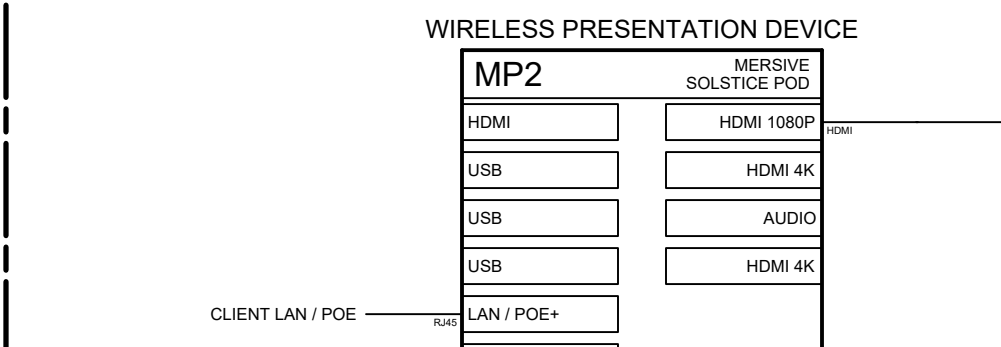 WIRELESS PRESENTATION DEVICE
MP2
MERSIVE
SOLSTICE POD
HDMI
HDMI 1080P
HDMI
USB
HDMI 4K
USB
AUDIO
USB
HDMI 4K
CLIENT LAN / POE
RJ45
LAN / POE+